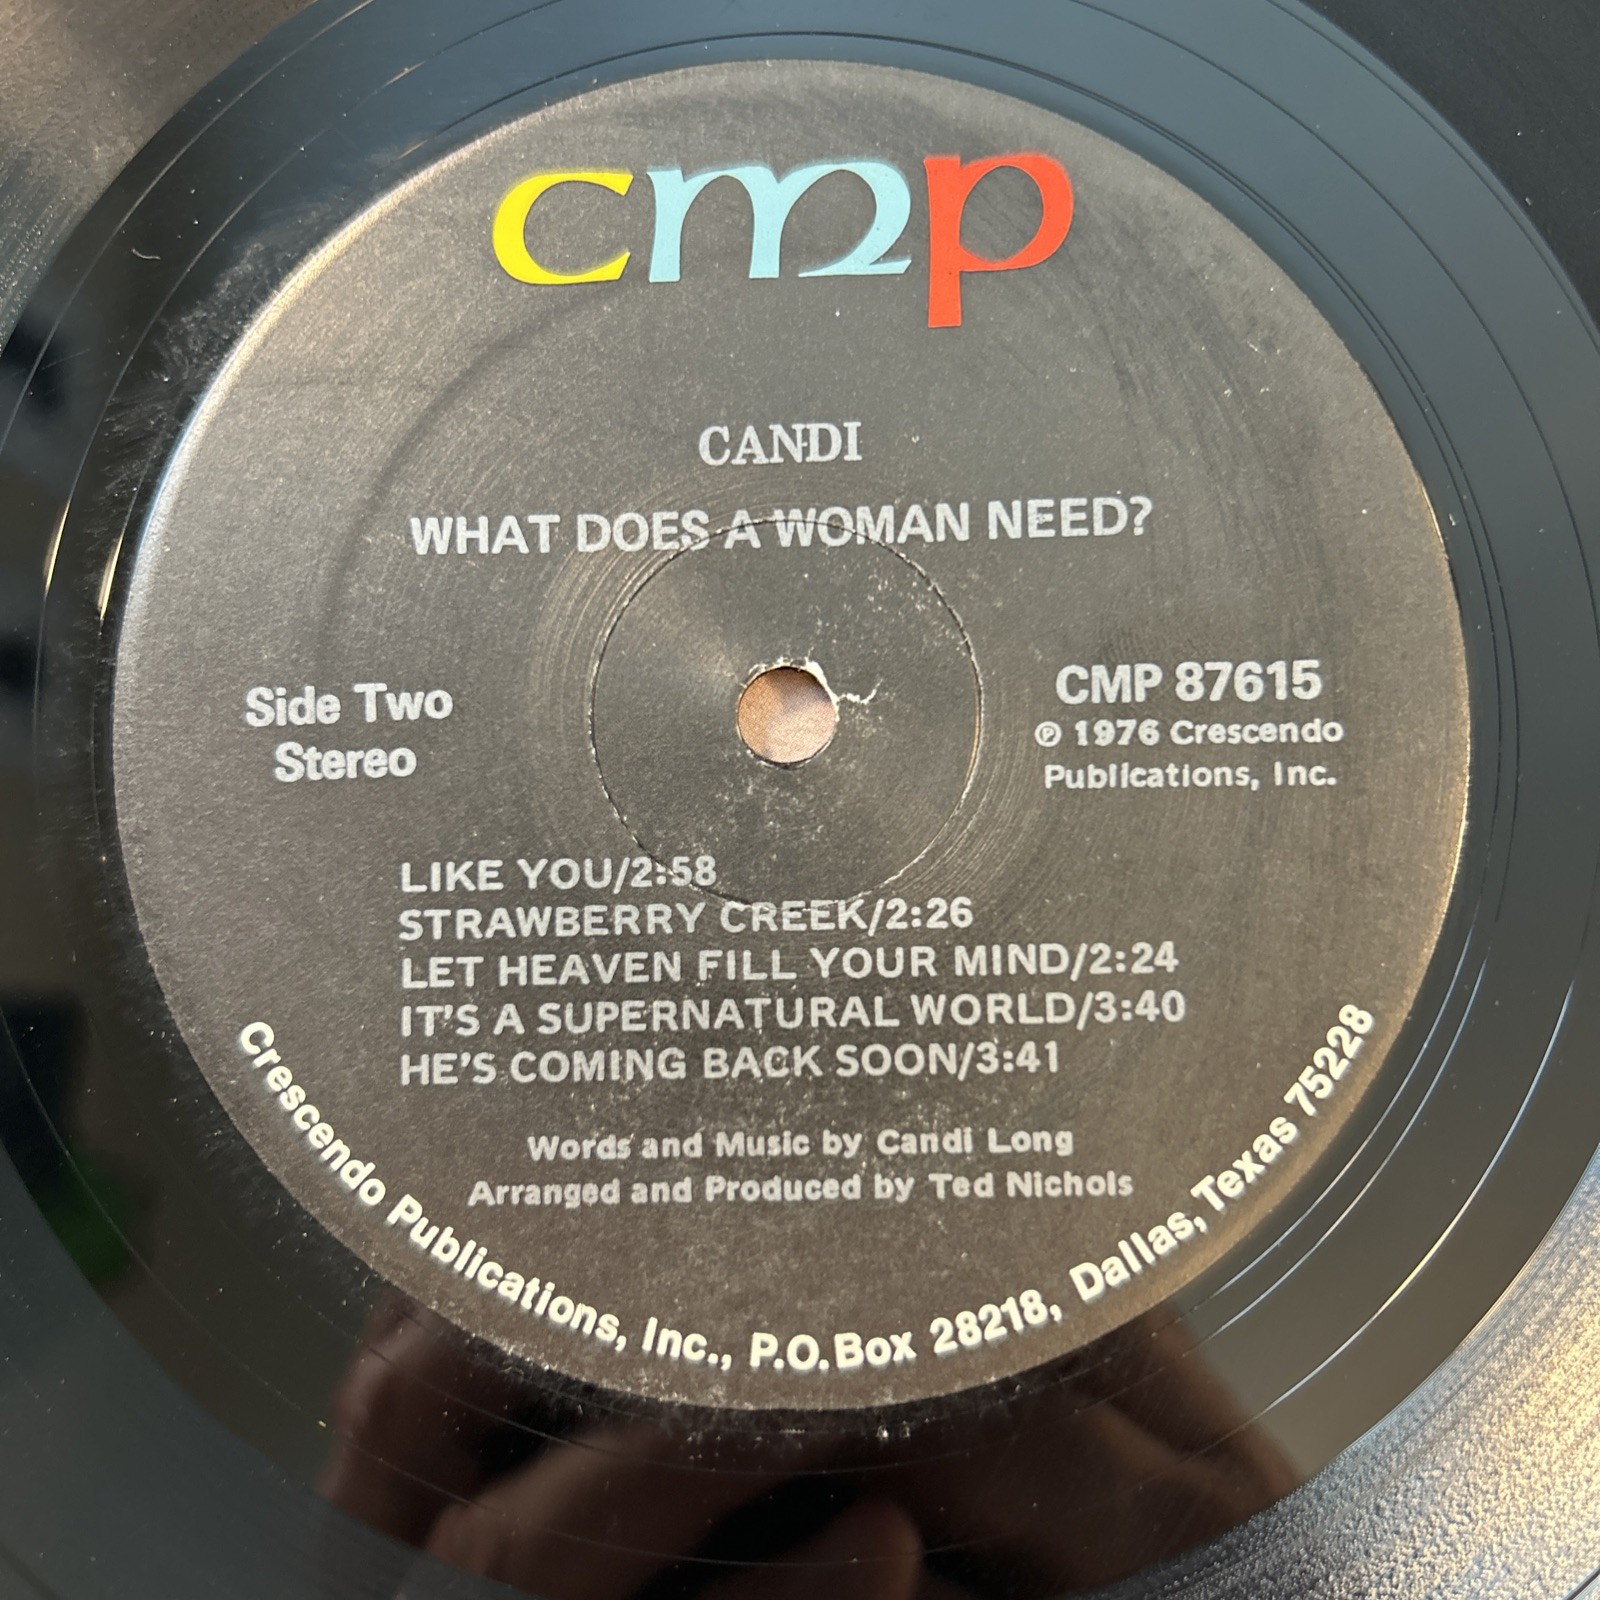 cmp
CANDI
WHAT DOES A WOMAN NEED?
Side Two
Stereo
CMP 87615
℗ 1976 Crescendo
Publications, Inc.
LIKE YOU/2:58
STRAWBERRY CREEK/2:26
LET HEAVEN FILL YOUR MIND/2:24
IT'S A SUPERNATURAL WORLD/3:40
HE'S COMING BACK SOON/3:41
Words and Music by Candi Long
Arranged and Produced by Ted Nichols
Crescendo Publications, Inc., P.O.Box 28218, Dallas, Texas 75228